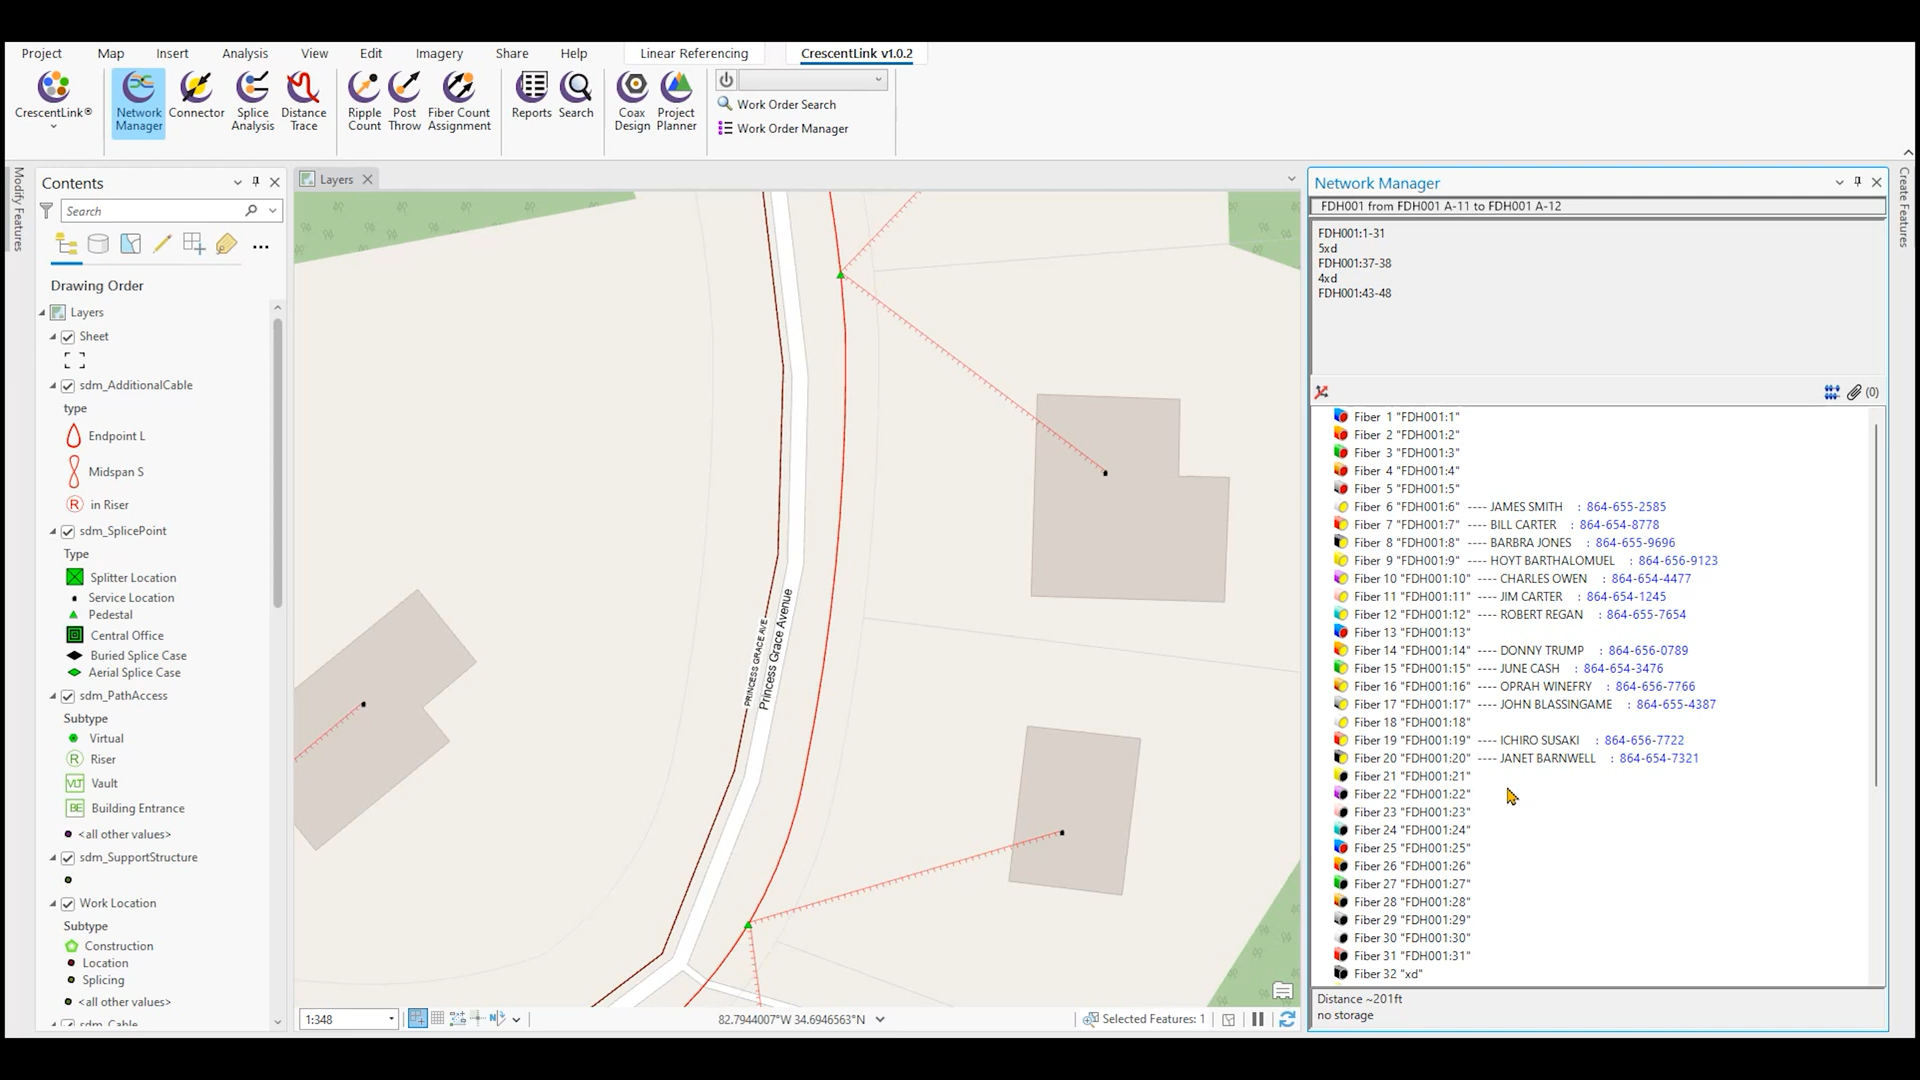 Project Map Insert Analysis View Edit Imagery Share Help Linear Referencing CrescentLink v1.0.2
CrescentLink®
Network Manager
Connector
Splice Analysis
Distance Trace
Ripple Count
Post Throw
Fiber Count Assignment
Reports
Search
Coax Design
Project Planner
Work Order Search
Work Order Manager
Modify Features
Contents
Search
Drawing Order
Layers
Sheet
sdm_AdditionalCable
type
Endpoint L
Midspan S
R in Riser
sdm_SplicePoint
Type
Splitter Location
Service Location
Pedestal
Central Office
Buried Splice Case
Aerial Splice Case
sdm_PathAccess
Subtype
Virtual
R Riser
VLT Vault
BE Building Entrance
<all other values>
sdm_SupportStructure
Work Location
Subtype
Construction
Location
Splicing
<all other values>
sdm_Cable
Layers
PRINCESS GRACE AVE
Princess Grace Avenue
1:348
82.7944007°W 34.6946563°N
Selected Features: 1
Network Manager
FDH001 from FDH001 A-11 to FDH001 A-12
FDH001:1-31
5xd
FDH001:37-38
4xd
FDH001:43-48
(0)
Fiber 1 "FDH001:1"
Fiber 2 "FDH001:2"
Fiber 3 "FDH001:3"
Fiber 4 "FDH001:4"
Fiber 5 "FDH001:5"
Fiber 6 "FDH001:6" ---- JAMES SMITH : 864-655-2585
Fiber 7 "FDH001:7" ---- BILL CARTER : 864-654-8778
Fiber 8 "FDH001:8" ---- BARBRA JONES : 864-655-9696
Fiber 9 "FDH001:9" ---- HOYT BARTHALOMUEL : 864-656-9123
Fiber 10 "FDH001:10" ---- CHARLES OWEN : 864-654-4477
Fiber 11 "FDH001:11" ---- JIM CARTER : 864-654-1245
Fiber 12 "FDH001:12" ---- ROBERT REGAN : 864-655-7654
Fiber 13 "FDH001:13"
Fiber 14 "FDH001:14" ---- DONNY TRUMP : 864-656-0789
Fiber 15 "FDH001:15" ---- JUNE CASH : 864-654-3476
Fiber 16 "FDH001:16" ---- OPRAH WINEFRY : 864-656-7766
Fiber 17 "FDH001:17" ---- JOHN BLASSINGAME : 864-655-4387
Fiber 18 "FDH001:18"
Fiber 19 "FDH001:19" ---- ICHIRO SUSAKI : 864-656-7722
Fiber 20 "FDH001:20" ---- JANET BARNWELL : 864-654-7321
Fiber 21 "FDH001:21"
Fiber 22 "FDH001:22"
Fiber 23 "FDH001:23"
Fiber 24 "FDH001:24"
Fiber 25 "FDH001:25"
Fiber 26 "FDH001:26"
Fiber 27 "FDH001:27"
Fiber 28 "FDH001:28"
Fiber 29 "FDH001:29"
Fiber 30 "FDH001:30"
Fiber 31 "FDH001:31"
Fiber 32 "xd"
Distance ~201ft
no storage
Create Features